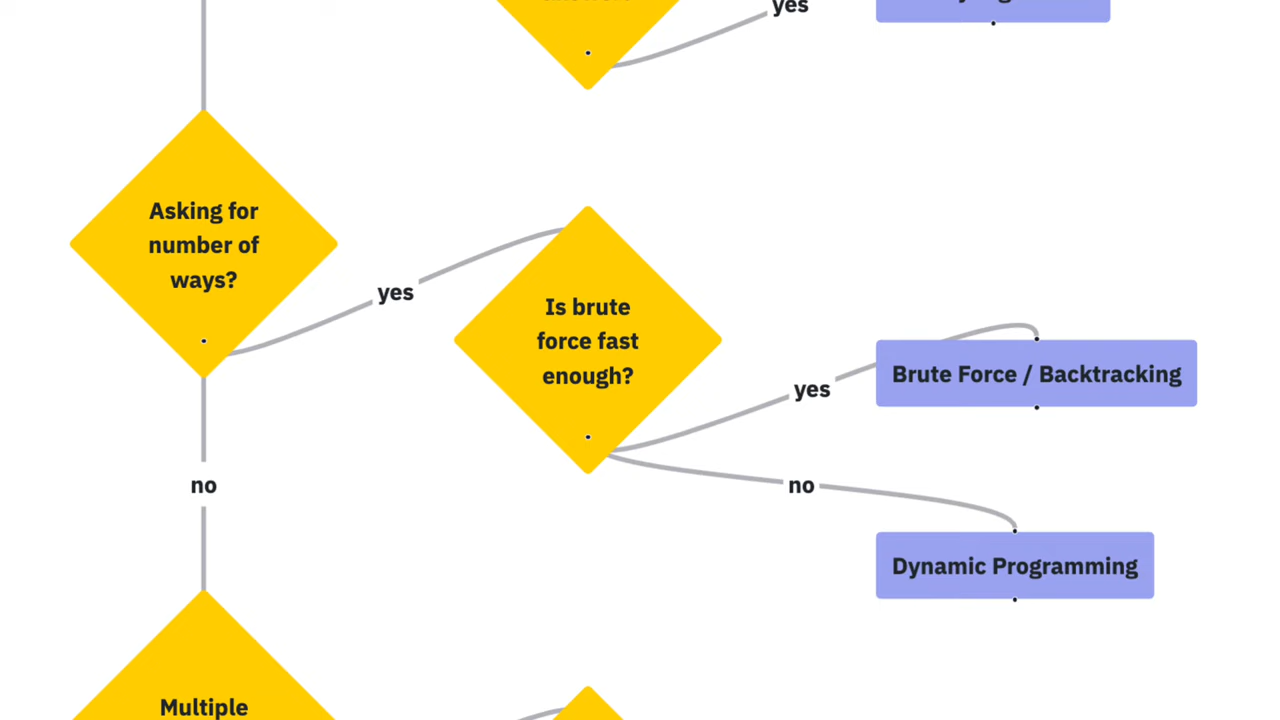 yes
Asking for
number of
ways?
yes
Is brute
force fast
enough?
yes
Brute Force / Backtracking
no
no
Dynamic Programming
Multiple